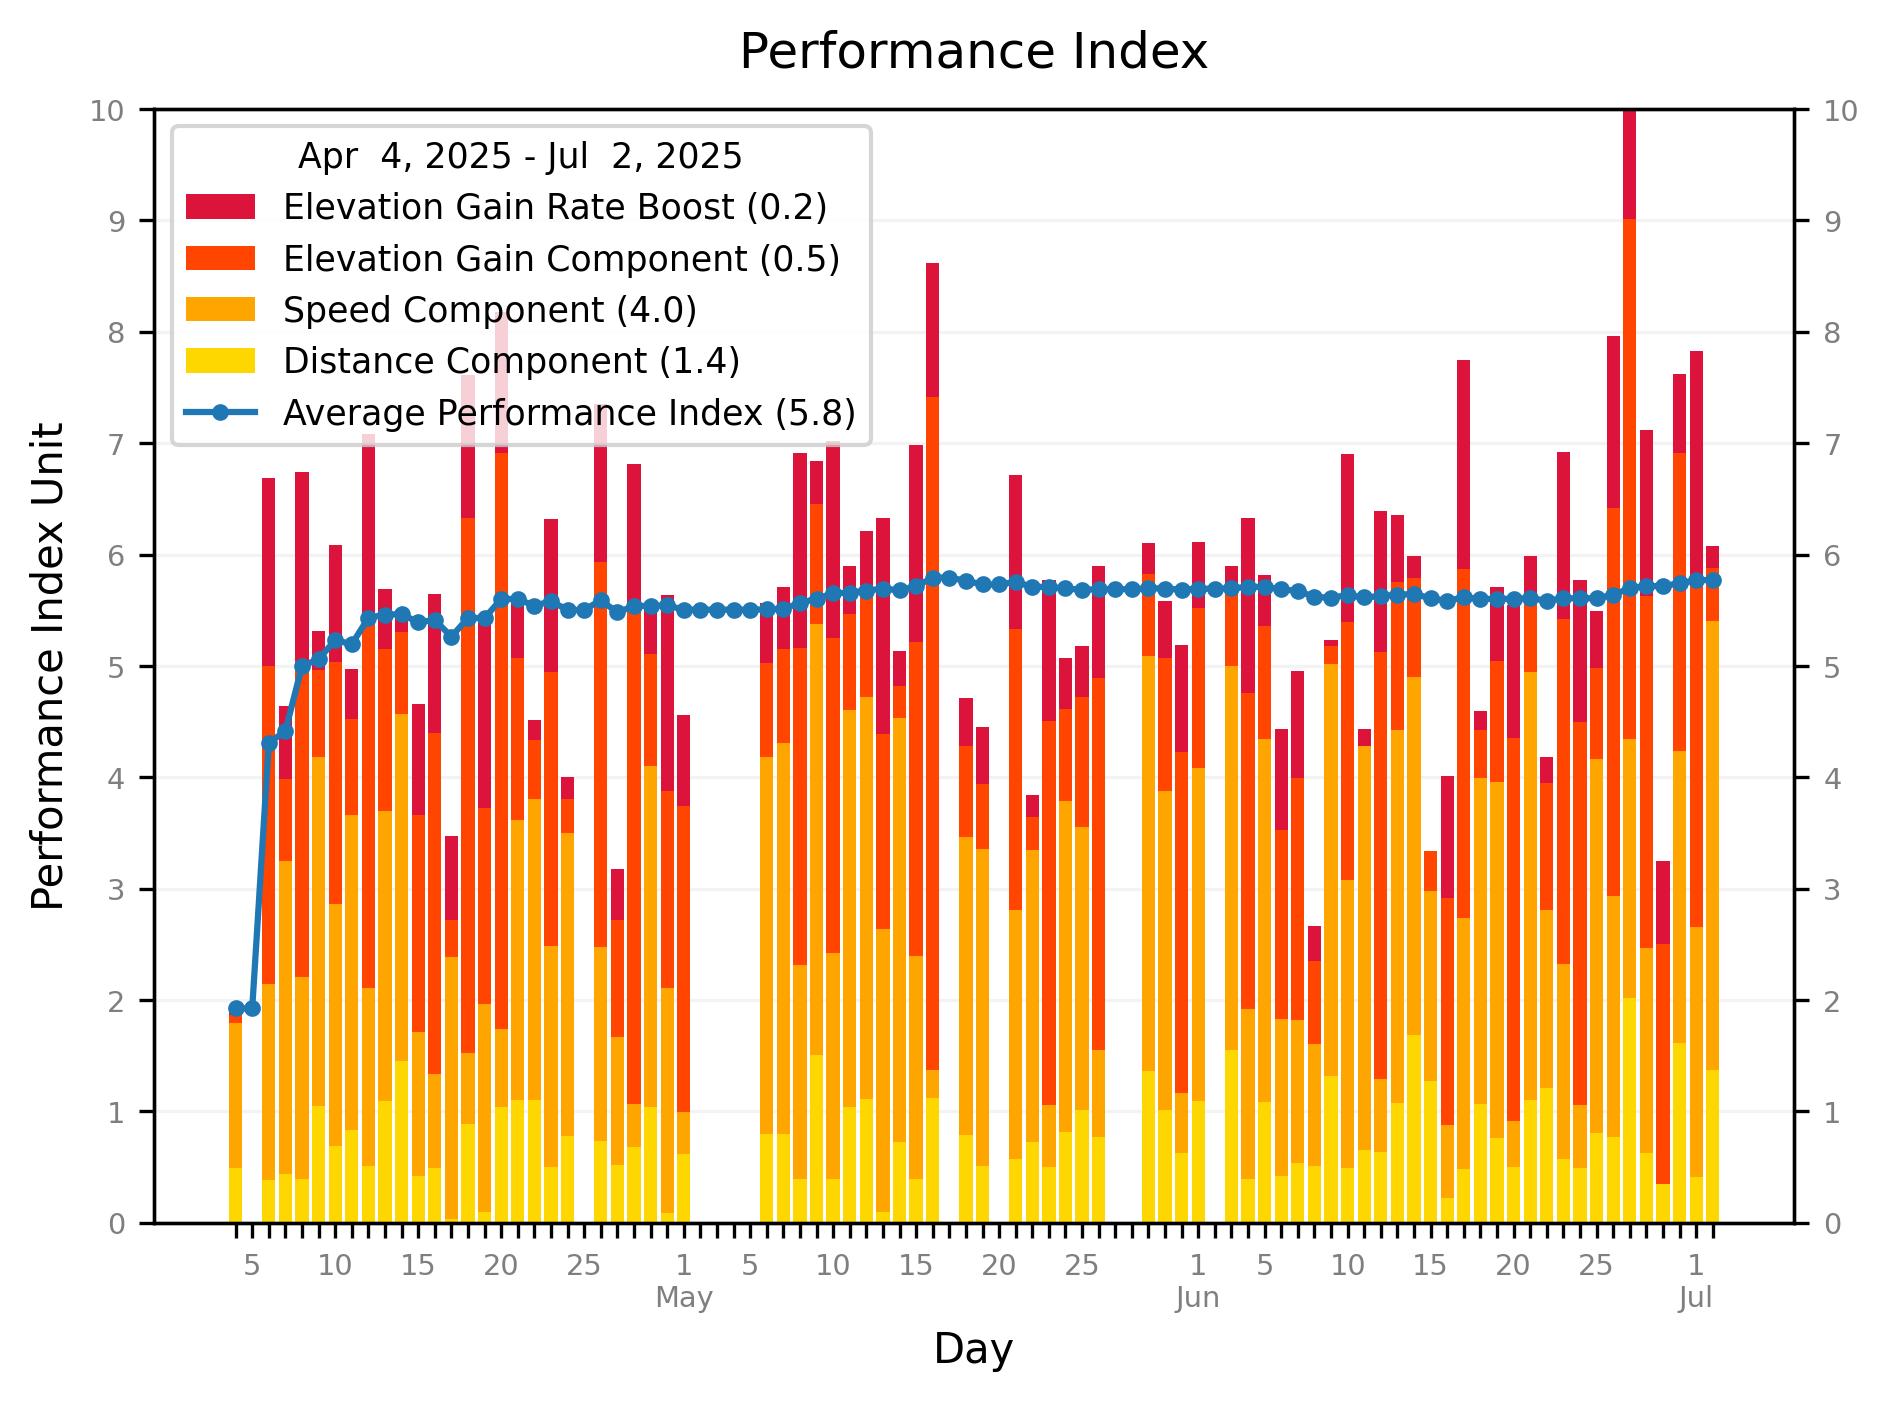 Performance Index
Apr  4, 2025 - Jul  2, 2025
Elevation Gain Rate Boost (0.2)
Elevation Gain Component (0.5)
Speed Component (4.0)
Distance Component (1.4)
Average Performance Index (5.8)
Performance Index Unit
10
9
8
7
6
5
4
3
2
1
0
10
9
8
7
6
5
4
3
2
1
0
5 10 15 20 25 1 5 10 15 20 25 1 5 10 15 20 25 1
May Jun Jul
Day